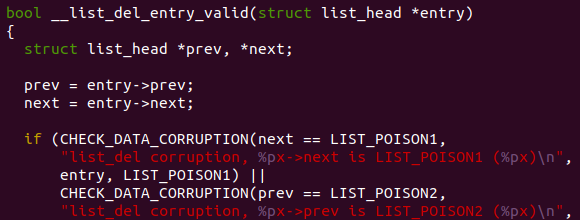 bool __list_del_entry_valid(struct list_head *entry)
{
  struct list_head *prev, *next;

  prev = entry->prev;
  next = entry->next;

  if (CHECK_DATA_CORRUPTION(next == LIST_POISON1,
      "list_del corruption, %px->next is LIST_POISON1 (%px)\n",
      entry, LIST_POISON1) ||
      CHECK_DATA_CORRUPTION(prev == LIST_POISON2,
      "list_del corruption, %px->prev is LIST_POISON2 (%px)\n",